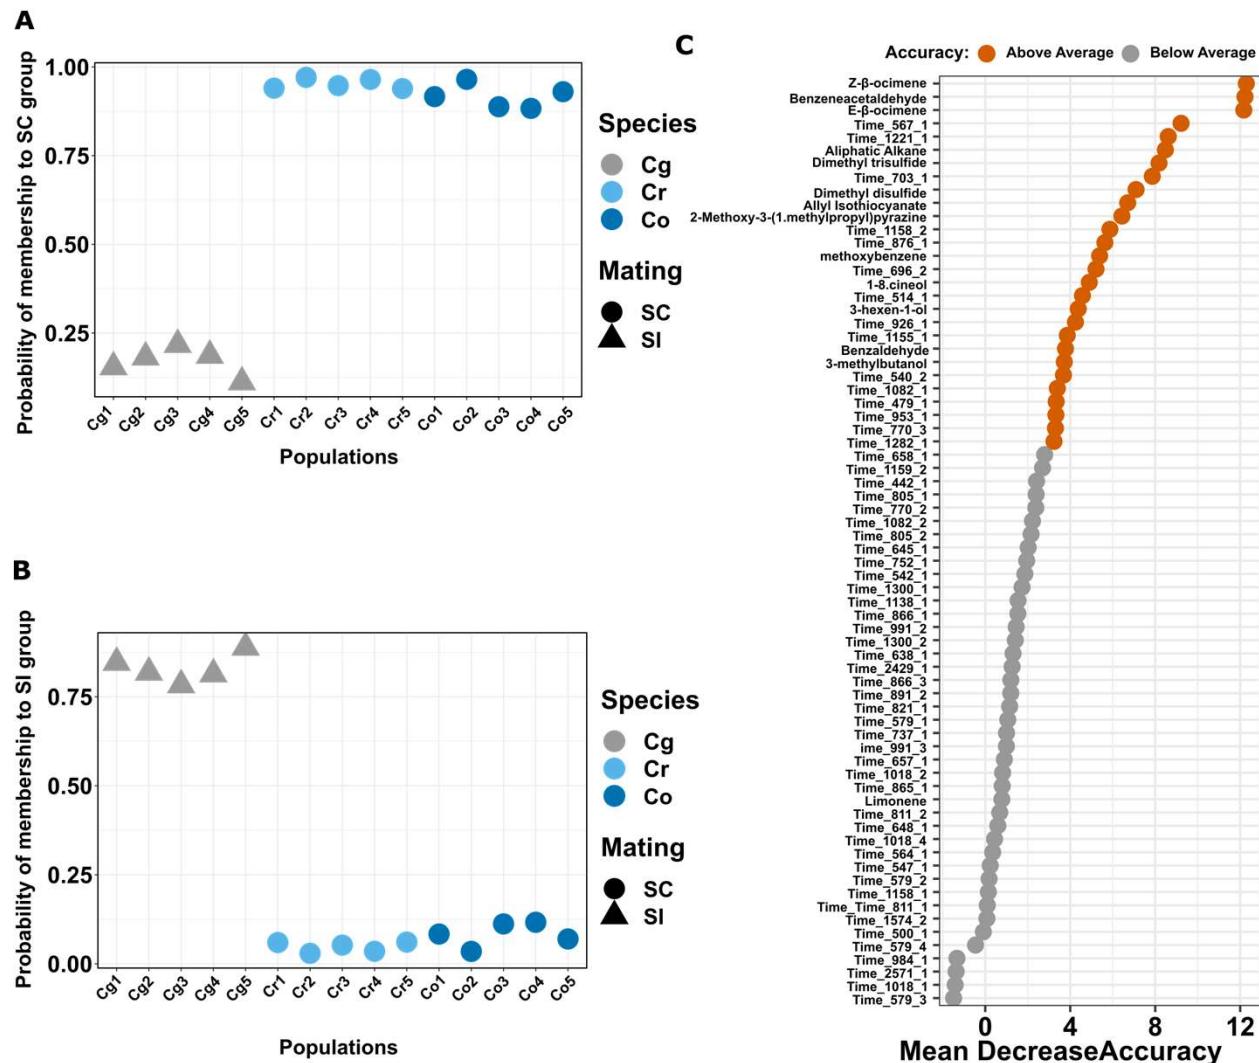 A
Probability of membership to SC group
1.00
0.75
0.50
0.25
Cg1 Cg2 Cg3 Cg4 Cg5 Cr1 Cr2 Cr3 Cr4 Cr5 Co1 Co2 Co3 Co4 Co5
Populations
Species
Cg
Cr
Co
Mating
SC
SI
B
Probability of membership to SI group
0.75
0.50
0.25
0.00
Cg1 Cg2 Cg3 Cg4 Cg5 Cr1 Cr2 Cr3 Cr4 Cr5 Co1 Co2 Co3 Co4 Co5
Populations
Species
Cg
Cr
Co
Mating
SC
SI
C
Accuracy: Above Average Below Average
Z-β-ocimene
Benzeneacetaldehyde
E-β-ocimene
Time_567_1
Time_1221_1
Aliphatic Alkane
Dimethyl trisulfide
Time_703_1
Dimethyl disulfide
Allyl Isothiocyanate
2-Methoxy-3-(1.methylpropyl)pyrazine
Time_1158_2
Time_876_1
methoxybenzene
Time_696_2
1-8.cineol
Time_514_1
3-hexen-1-ol
Time_926_1
Time_1155_1
Benzaldehyde
3-methylbutanol
Time_540_2
Time_1082_1
Time_479_1
Time_953_1
Time_770_3
Time_1282_1
Time_658_1
Time_1159_2
Time_442_1
Time_805_1
Time_770_2
Time_1082_2
Time_805_2
Time_645_1
Time_752_1
Time_542_1
Time_1300_1
Time_1138_1
Time_866_1
Time_991_2
Time_1300_2
Time_638_1
Time_2429_1
Time_866_3
Time_891_2
Time_821_1
Time_579_1
Time_737_1
ime_991_3
Time_657_1
Time_1018_2
Time_865_1
Limonene
Time_811_2
Time_648_1
Time_1018_4
Time_564_1
Time_547_1
Time_579_2
Time_1158_1
Time_Time_811_1
Time_1574_2
Time_500_1
Time_579_4
Time_984_1
Time_2571_1
Time_1018_1
Time_579_3
0 4 8 12
Mean DecreaseAccuracy